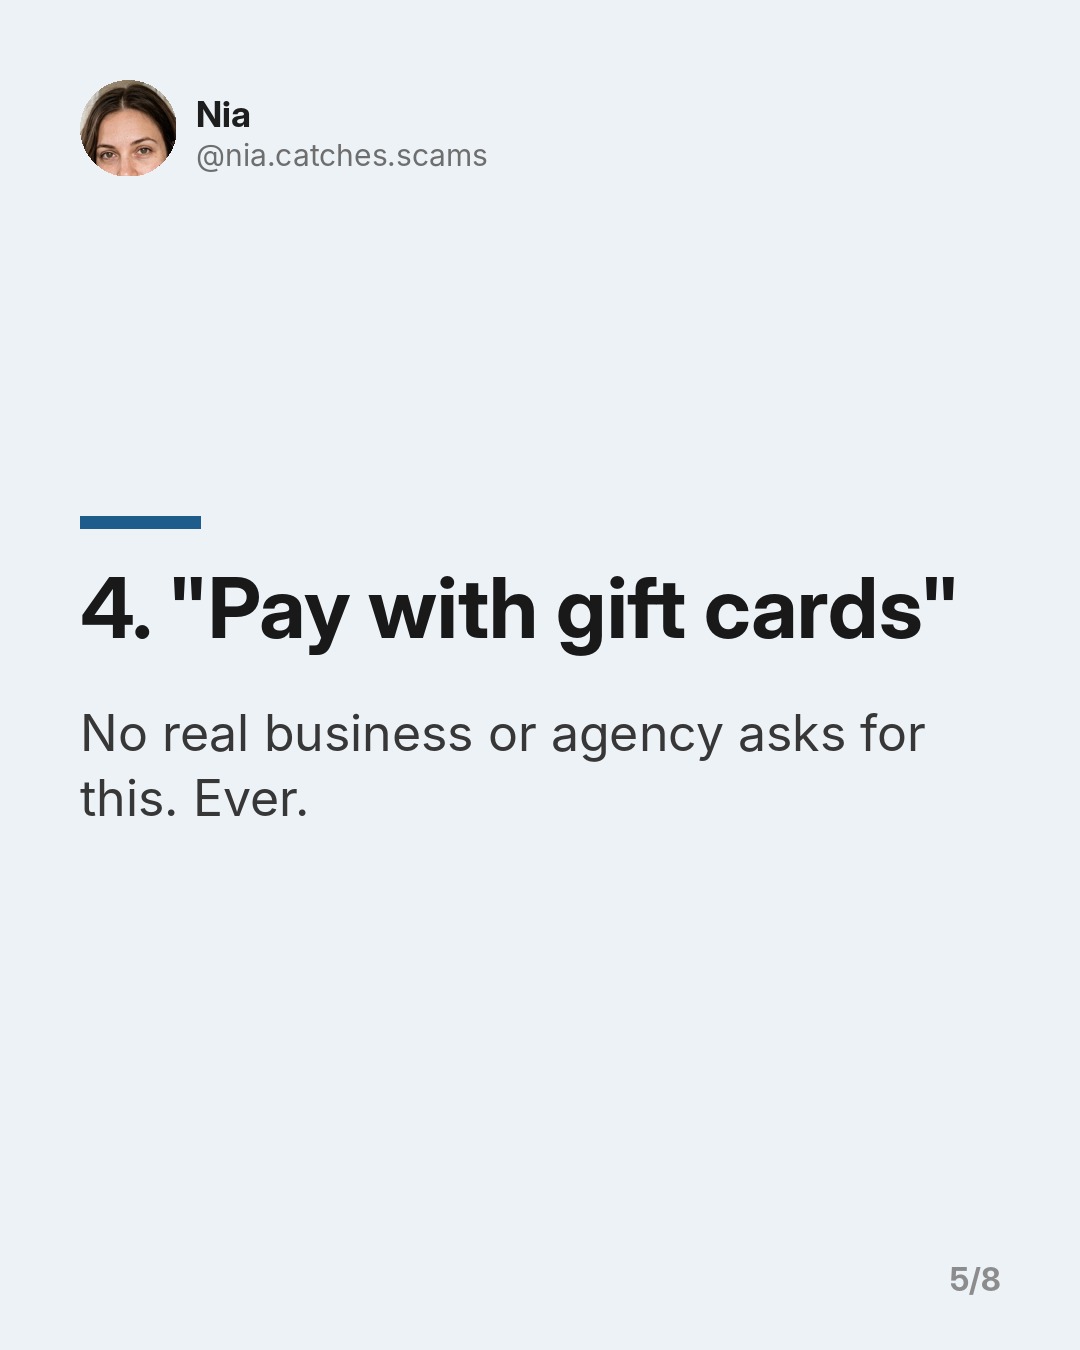 Nia
@nia.catches.scams
4. "Pay with gift cards"
No real business or agency asks for
this. Ever.
5/8